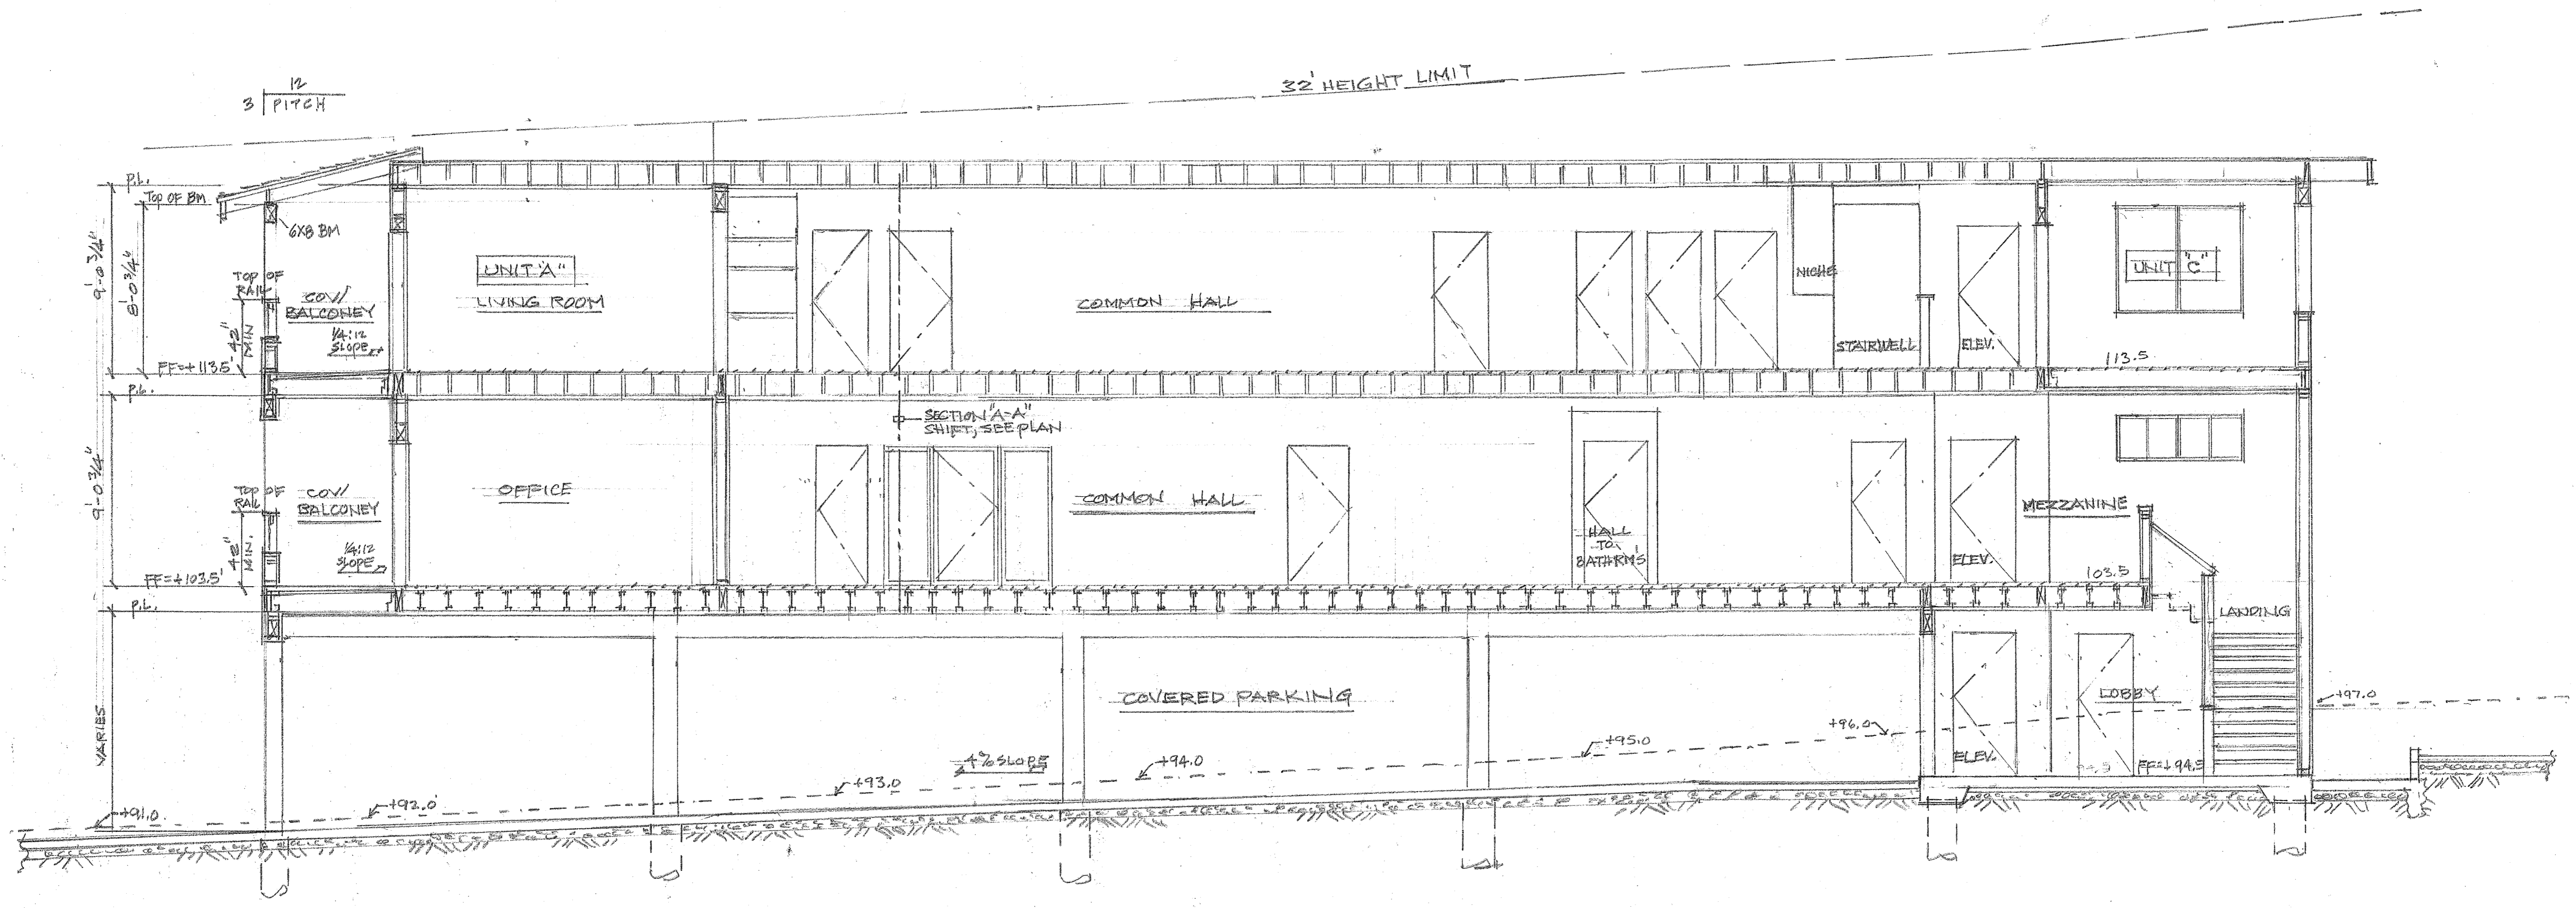 32' HEIGHT LIMIT
12
3 PITCH
P.L.
TOP OF BM
6X8 BM
9'-0 3/4"
8'-0 3/4"
TOP OF
RAIL
42"
MIN
COV/
BALCONEY
1/4:12
SLOPE
FF=+113.5'
UNIT "A"
LIVING ROOM
COMMON HALL
NICHE
STAIRWELL
ELEV.
UNIT "C"
113.5
P.L.
SECTION "A-A"
SHIFT, SEE PLAN
9'-0 3/4"
TOP OF
RAIL
42"
MIN.
COV/
BALCONEY
1/4:12
SLOPE
FF=+103.5'
OFFICE
COMMON HALL
HALL
TO
BATHRM'S
ELEV.
MEZZANINE
103.5
P.L.
LANDING
VARIES
COVERED PARKING
LOBBY
ELEV.
FF=+94.5
4% SLOPE
+91.0
+92.0'
+93.0
+94.0
+95.0
+96.0
+97.0